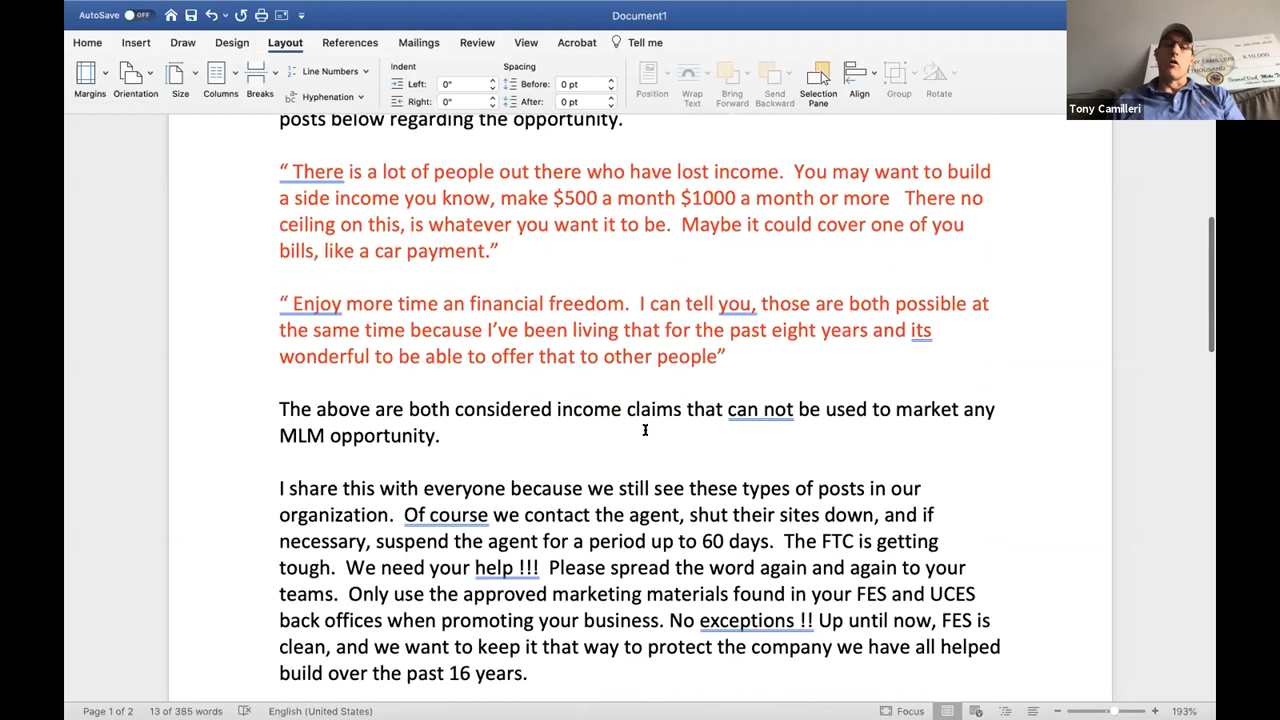 AutoSave OFF
Document1
Home Insert Draw Design Layout References Mailings Review View Acrobat Tell me
Margins Orientation Size Columns Breaks
Line Numbers
Hyphenation
Indent
Left: 0"
Right: 0"
Spacing
Before: 0 pt
After: 0 pt
Position Wrap Text Bring Forward Send Backward Selection Pane Align Group Rotate
$10,000
Tony Camilleri
posts below regarding the opportunity.
“ There is a lot of people out there who have lost income.  You may want to build
a side income you know, make $500 a month $1000 a month or more   There no
ceiling on this, is whatever you want it to be.  Maybe it could cover one of you
bills, like a car payment.”
“ Enjoy more time an financial freedom.  I can tell you, those are both possible at
the same time because I’ve been living that for the past eight years and its
wonderful to be able to offer that to other people”
The above are both considered income claims that can not be used to market any
MLM opportunity.
I share this with everyone because we still see these types of posts in our
organization.  Of course we contact the agent, shut their sites down, and if
necessary, suspend the agent for a period up to 60 days.  The FTC is getting
tough.  We need your help !!!  Please spread the word again and again to your
teams.  Only use the approved marketing materials found in your FES and UCES
back offices when promoting your business. No exceptions !! Up until now, FES is
clean, and we want to keep it that way to protect the company we have all helped
build over the past 16 years.
Page 1 of 2 13 of 385 words English (United States) Focus 193%